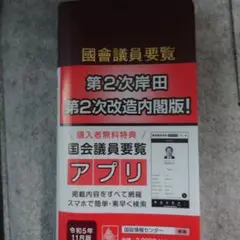 國會議員要覧
第2次岸田
第2次改造内閣版!
購入者無料特典
国会議員要覧
アプリ
掲載内容をすべて網羅
スマホで簡単・素早く検索
令和5年
11月版
国政情報センター